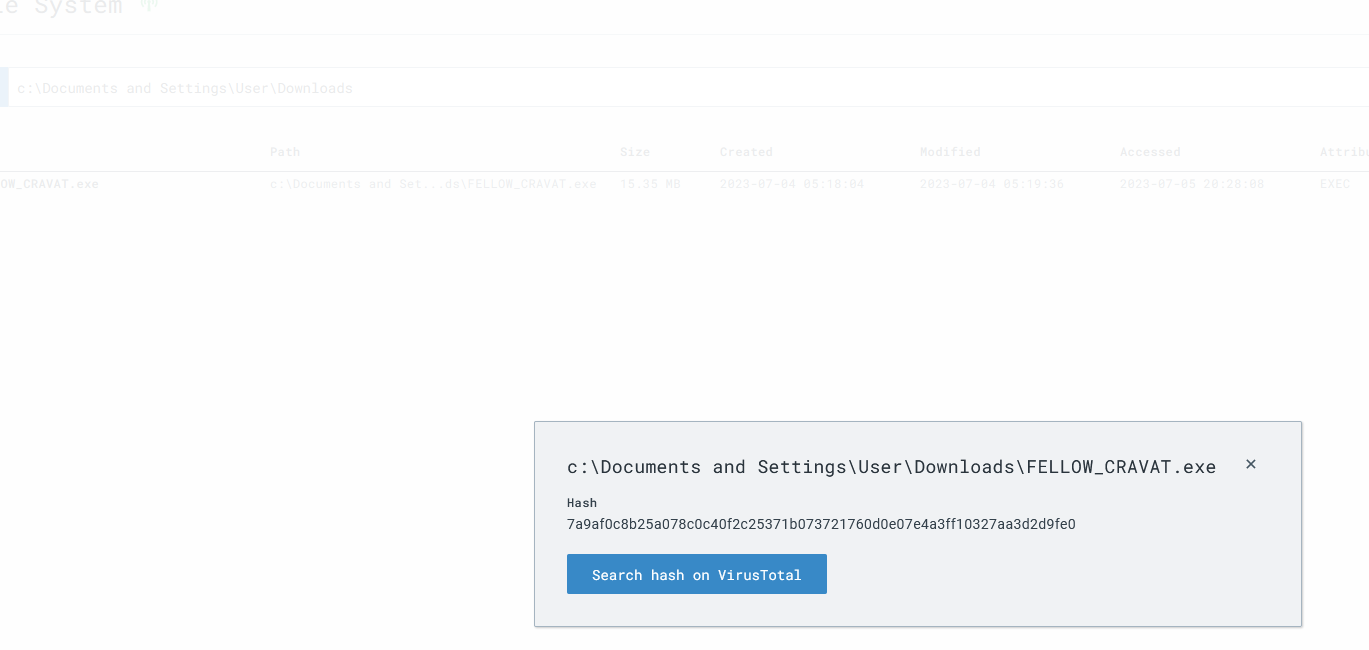 le System
c:\Documents and Settings\User\Downloads
Path Size Created Modified Accessed Attribu
OW_CRAVAT.exe c:\Documents and Set...ds\FELLOW_CRAVAT.exe 15.35 MB 2023-07-04 05:18:04 2023-07-04 05:19:36 2023-07-05 20:28:08 EXEC
c:\Documents and Settings\User\Downloads\FELLOW_CRAVAT.exe
Hash
7a9af0c8b25a078c0c40f2c25371b073721760d0e07e4a3ff10327aa3d2d9fe0
Search hash on VirusTotal